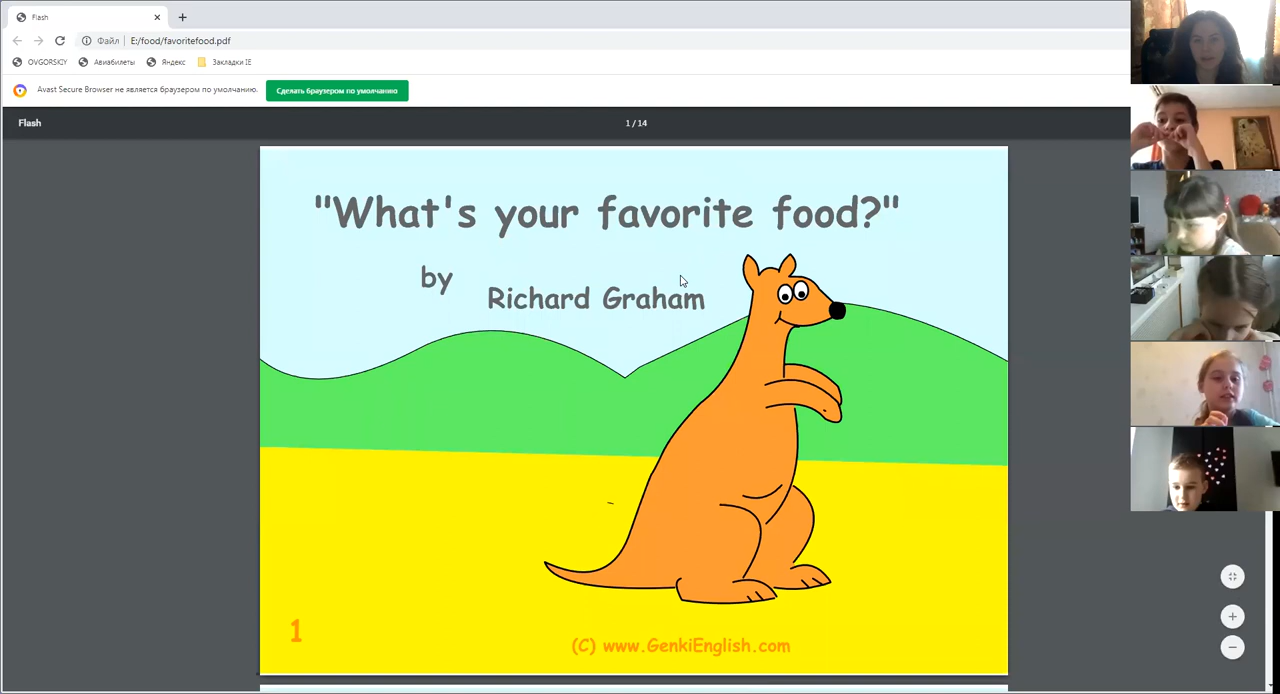 Flash
Файл E:/food/favoritefood.pdf
OVGORSKIY Авиабилеты Яндекс Закладки IE
Avast Secure Browser не является браузером по умолчанию. Сделать браузером по умолчанию
Flash 1 / 14
"What's your favorite food?"
by
Richard Graham
1
(C) www.GenkiEnglish.com